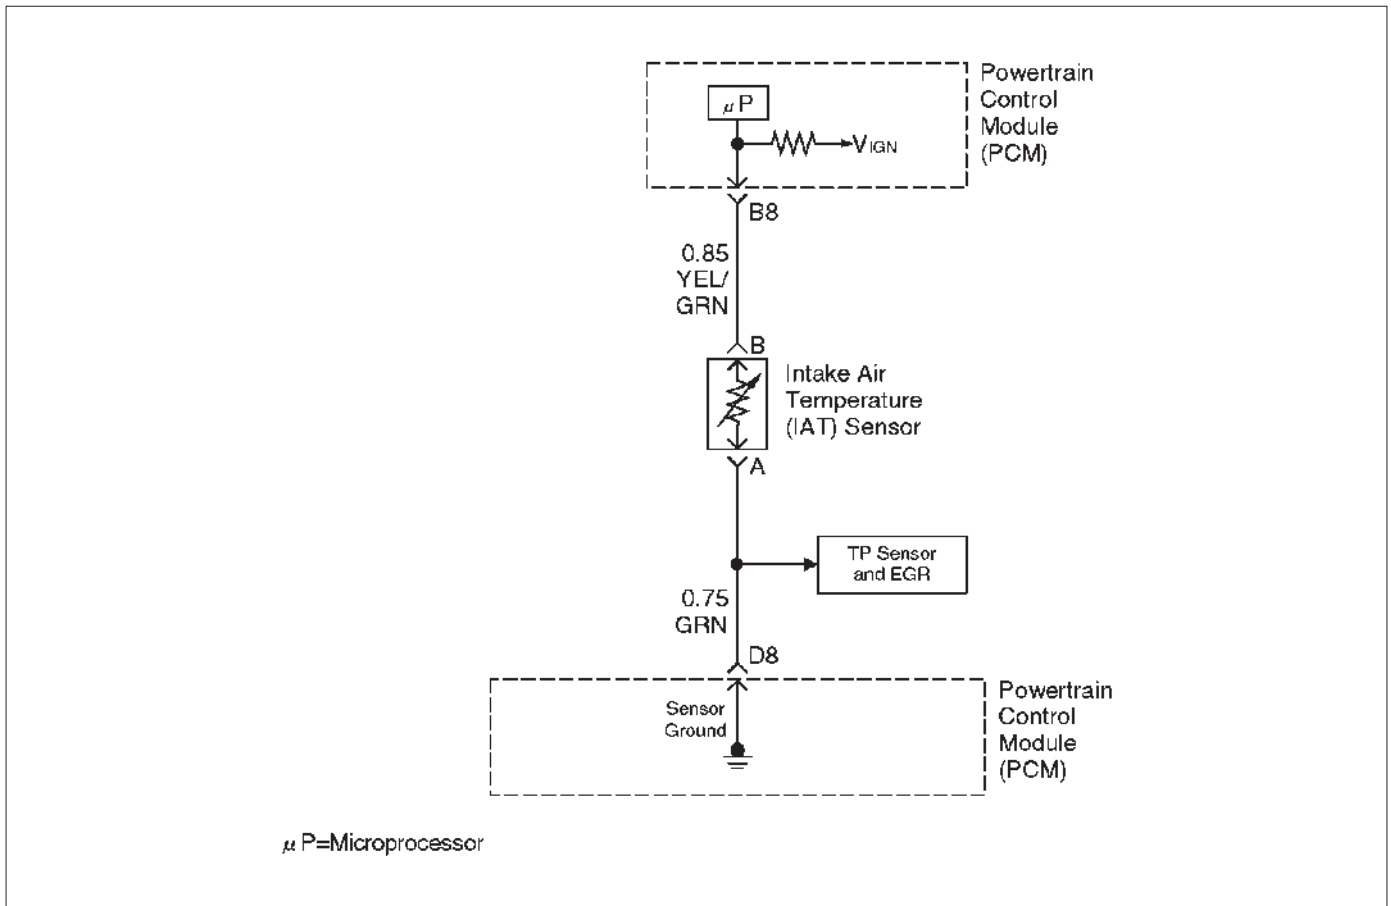 Powertrain
Control
Module
(PCM)
μP
VIGN
B8
0.85
YEL/
GRN
B
Intake Air
Temperature
(IAT) Sensor
A
TP Sensor
and EGR
0.75
GRN
D8
Powertrain
Control
Module
(PCM)
Sensor
Ground
μP=Microprocessor